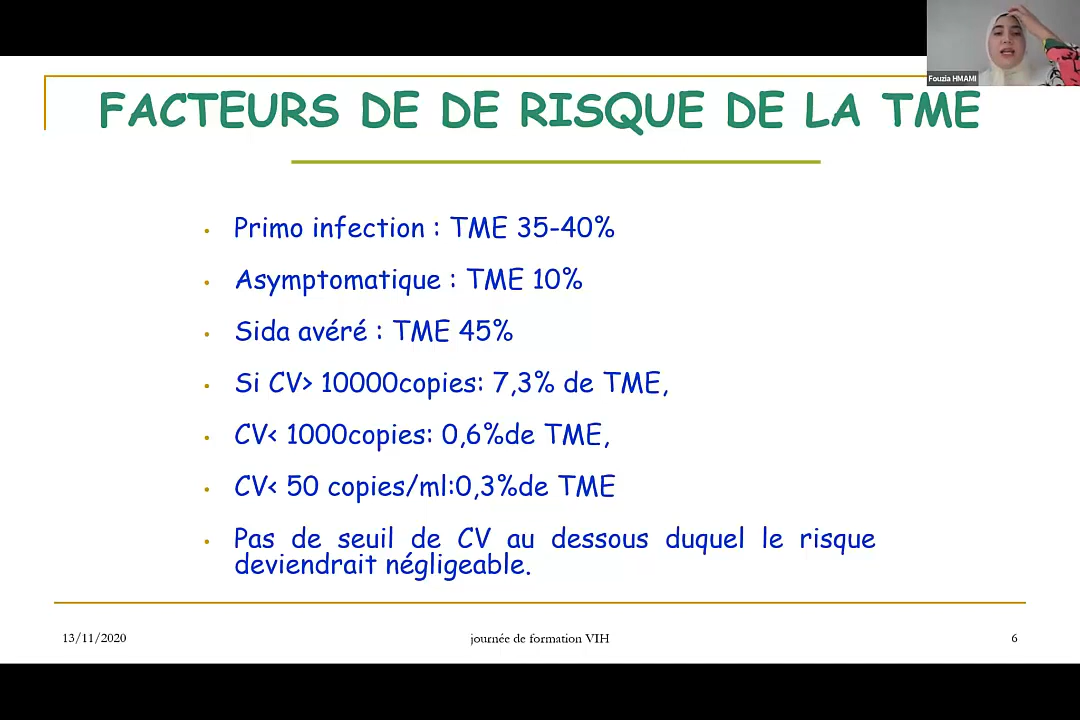 Fouzia HMAMI
FACTEURS DE DE RISQUE DE LA TME
• Primo infection : TME 35-40%
• Asymptomatique : TME 10%
• Sida avéré : TME 45%
• Si CV> 10000copies: 7,3% de TME,
• CV< 1000copies: 0,6%de TME,
• CV< 50 copies/ml:0,3%de TME
• Pas de seuil de CV au dessous duquel le risque
deviendrait négligeable.
13/11/2020
journée de formation VIH
6